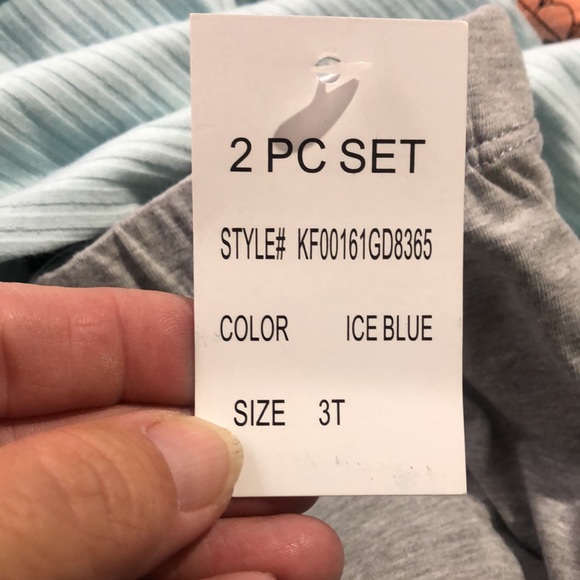 2 PC SET
STYLE# KF00161GD8365
COLOR ICE BLUE
SIZE 3T